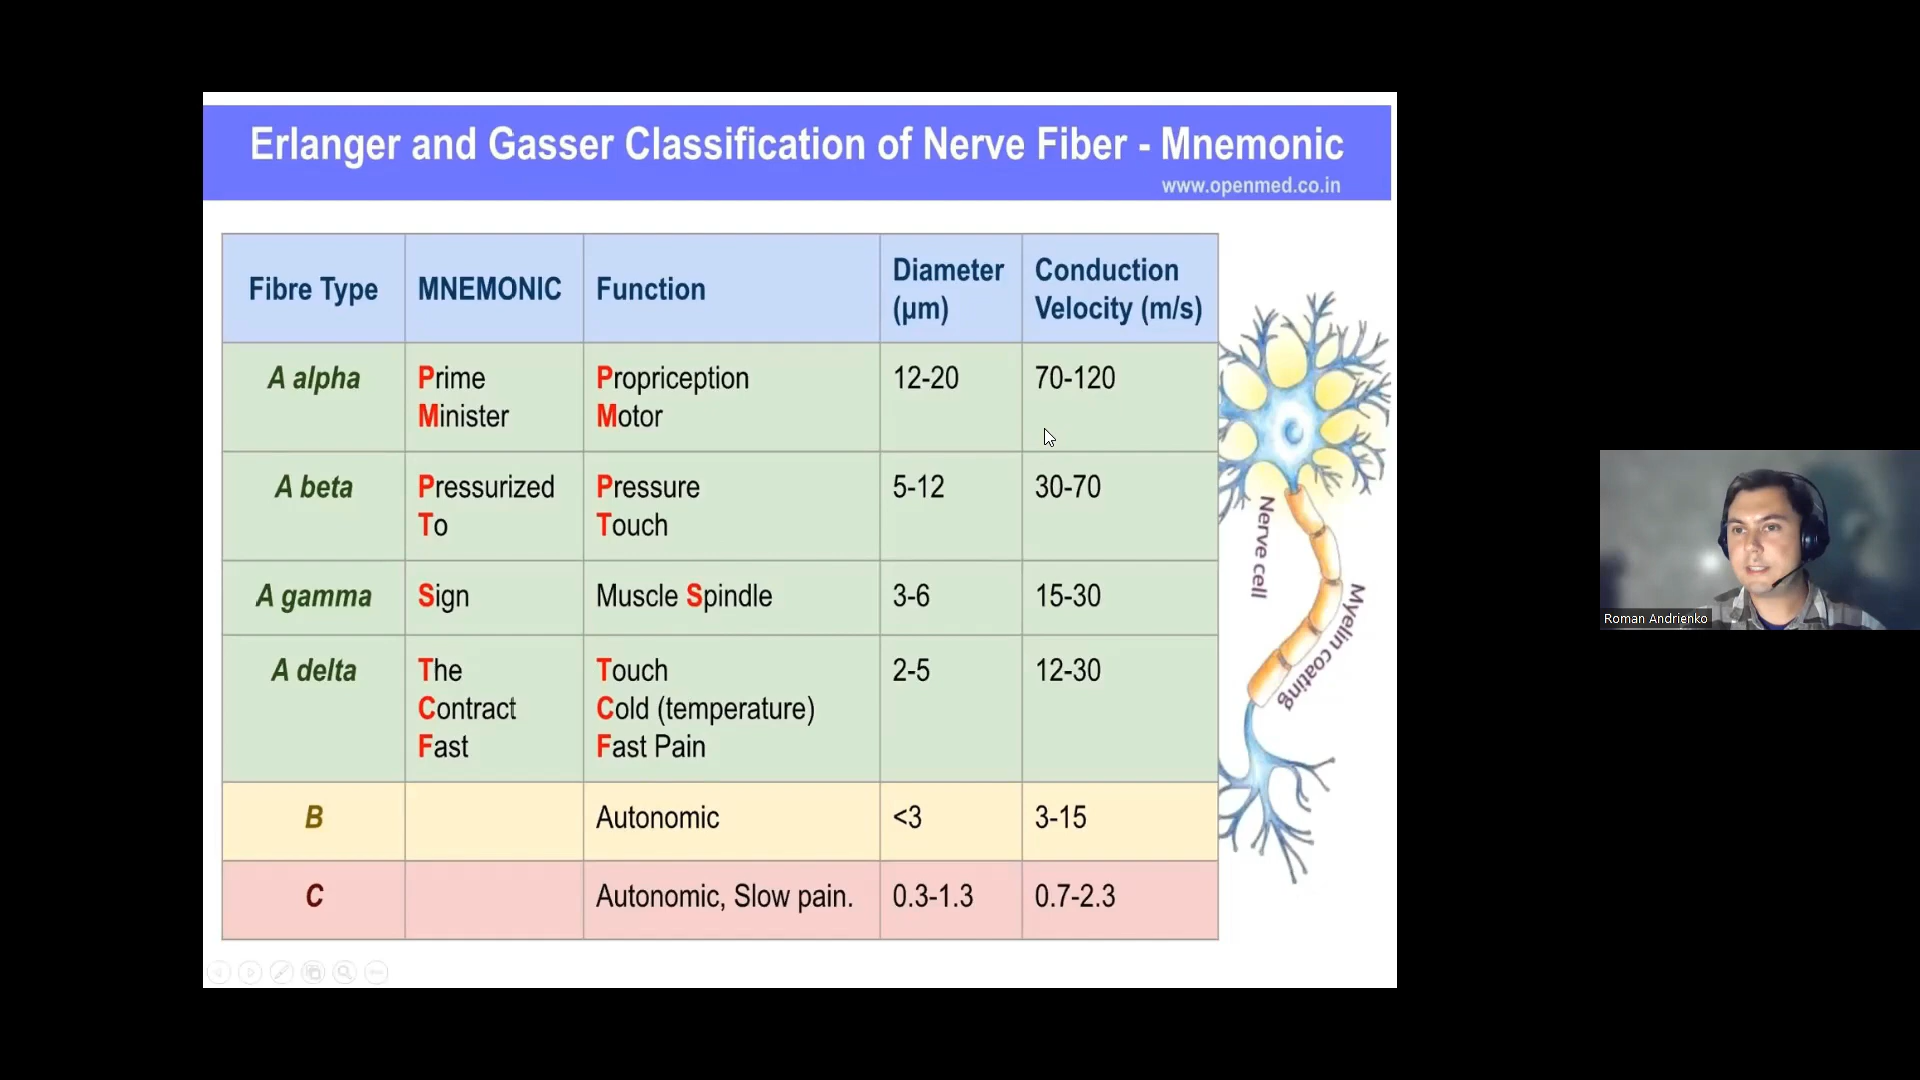 Erlanger and Gasser Classification of Nerve Fiber - Mnemonic
www.openmed.co.in
Fibre Type MNEMONIC Function Diameter (µm) Conduction Velocity (m/s)
A alpha Prime Propriception 12-20 70-120
Minister Motor
A beta Pressurized Pressure 5-12 30-70
To Touch
A gamma Sign Muscle Spindle 3-6 15-30
A delta The Touch 2-5 12-30
Contract Cold (temperature)
Fast Fast Pain
B Autonomic <3 3-15
C Autonomic, Slow pain. 0.3-1.3 0.7-2.3
Nerve cell
Myelin coating
Roman Andrienko